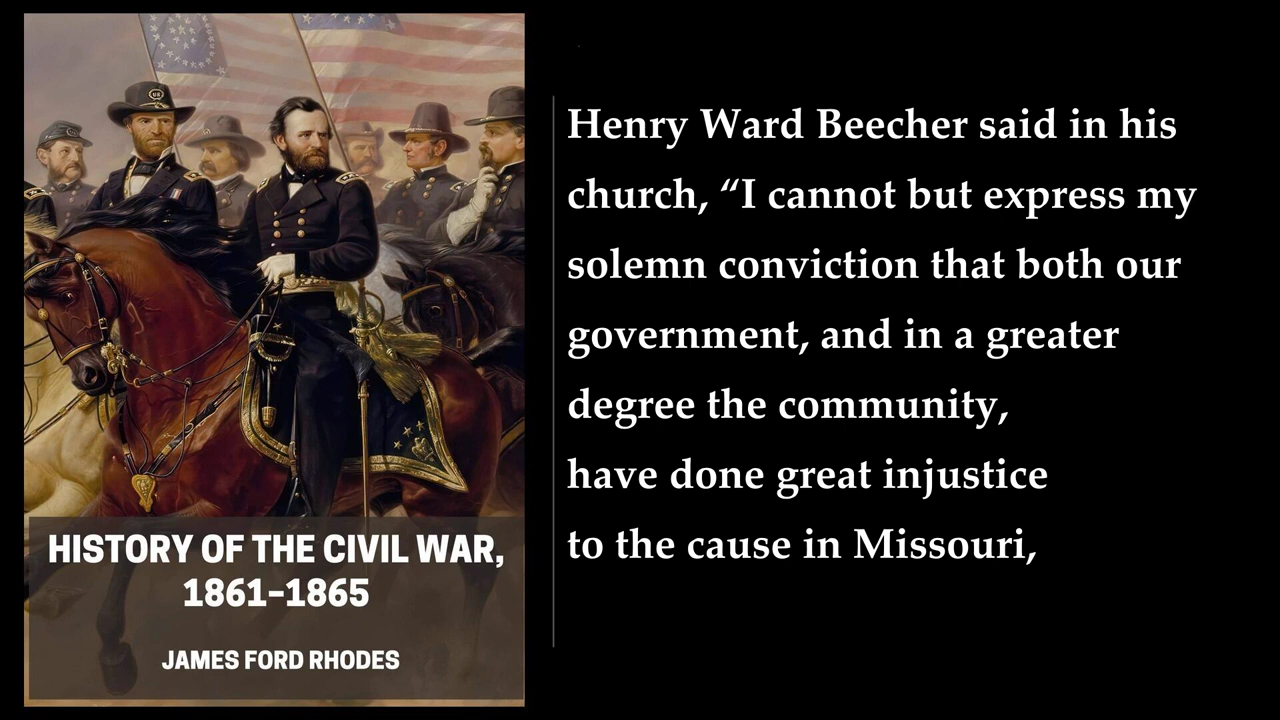 HISTORY OF THE CIVIL WAR,
1861–1865
JAMES FORD RHODES
Henry Ward Beecher said in his
church, “I cannot but express my
solemn conviction that both our
government, and in a greater
degree the community,
have done great injustice
to the cause in Missouri,